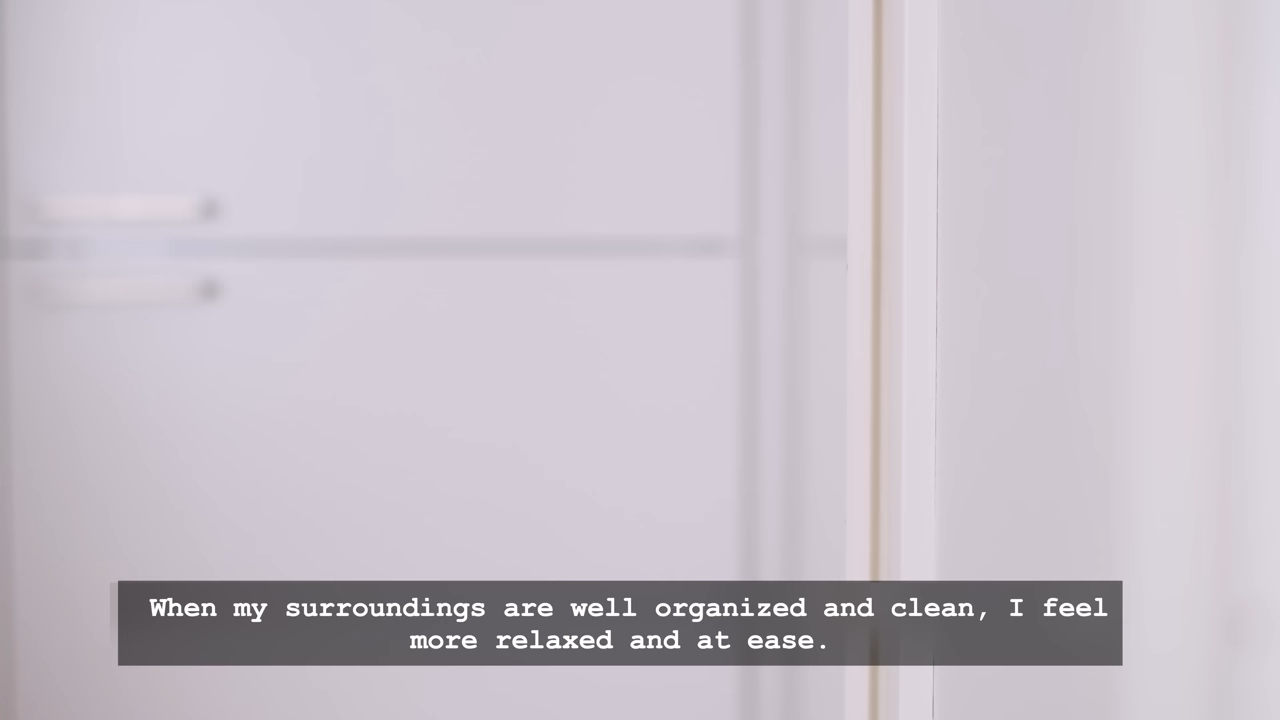 When my surroundings are well organized and clean, I feel
more relaxed and at ease.